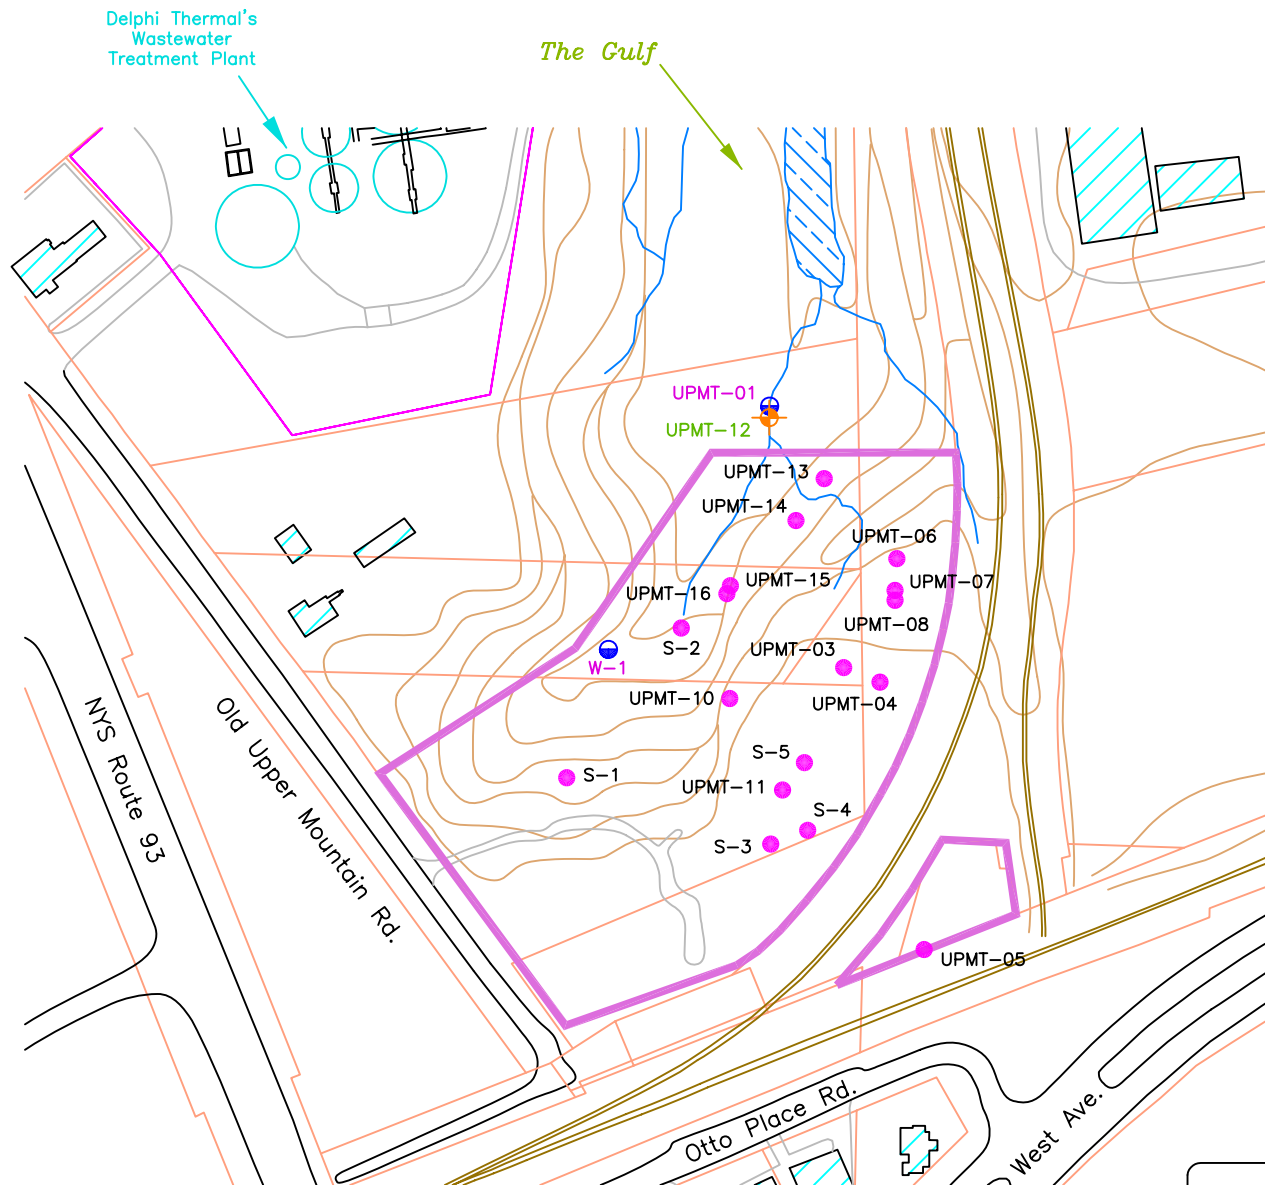 Delphi Thermal's
Wastewater
Treatment Plant
The Gulf
UPMT-01
UPMT-12
UPMT-13
UPMT-14
UPMT-06
UPMT-15
UPMT-07
UPMT-16
UPMT-08
S-2
UPMT-03
W-1
UPMT-10
UPMT-04
S-5
S-1
UPMT-11
S-4
S-3
UPMT-05
NYS Route 93
Old Upper Mountain Rd.
Otto Place Rd.
West Ave.